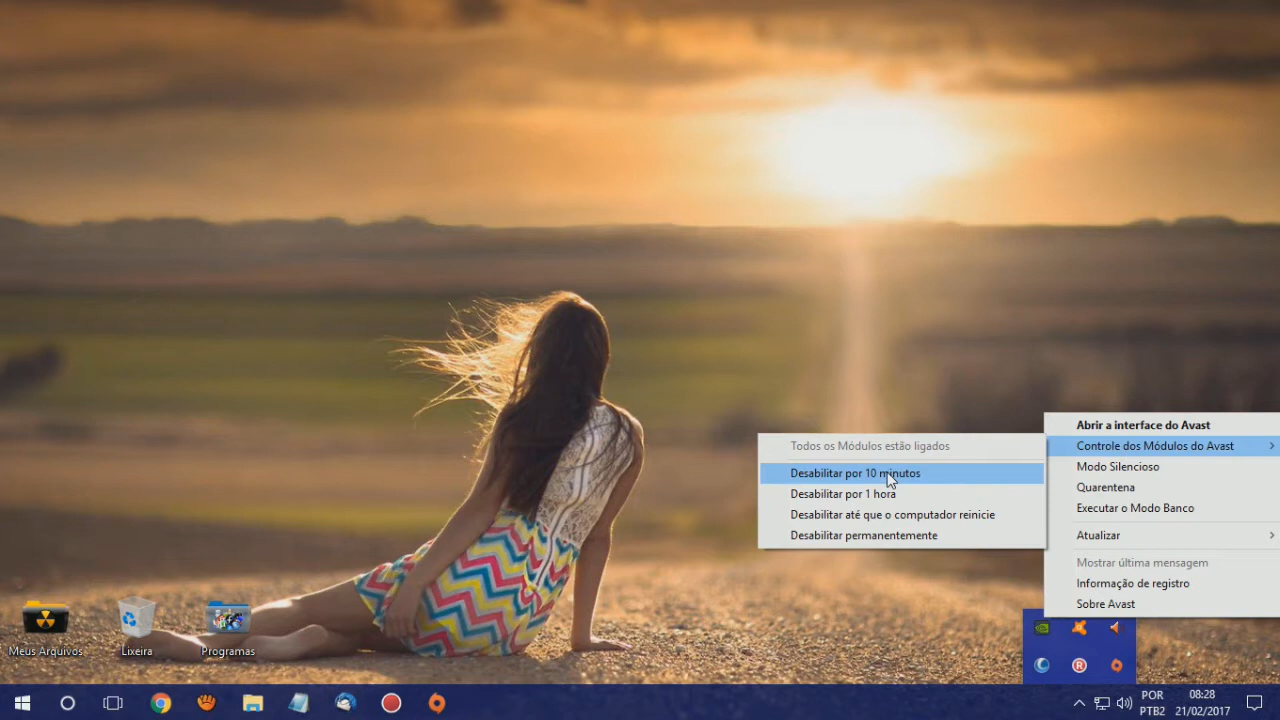 Abrir a interface do Avast
Controle dos Módulos do Avast
Modo Silencioso
Quarentena
Executar o Modo Banco
Atualizar
Mostrar última mensagem
Informação de registro
Sobre Avast
Todos os Módulos estão ligados
Desabilitar por 10 minutos
Desabilitar por 1 hora
Desabilitar até que o computador reinicie
Desabilitar permanentemente
Meus Arquivos
Lixeira
Programas
R
POR
PTB2
08:28
21/02/2017